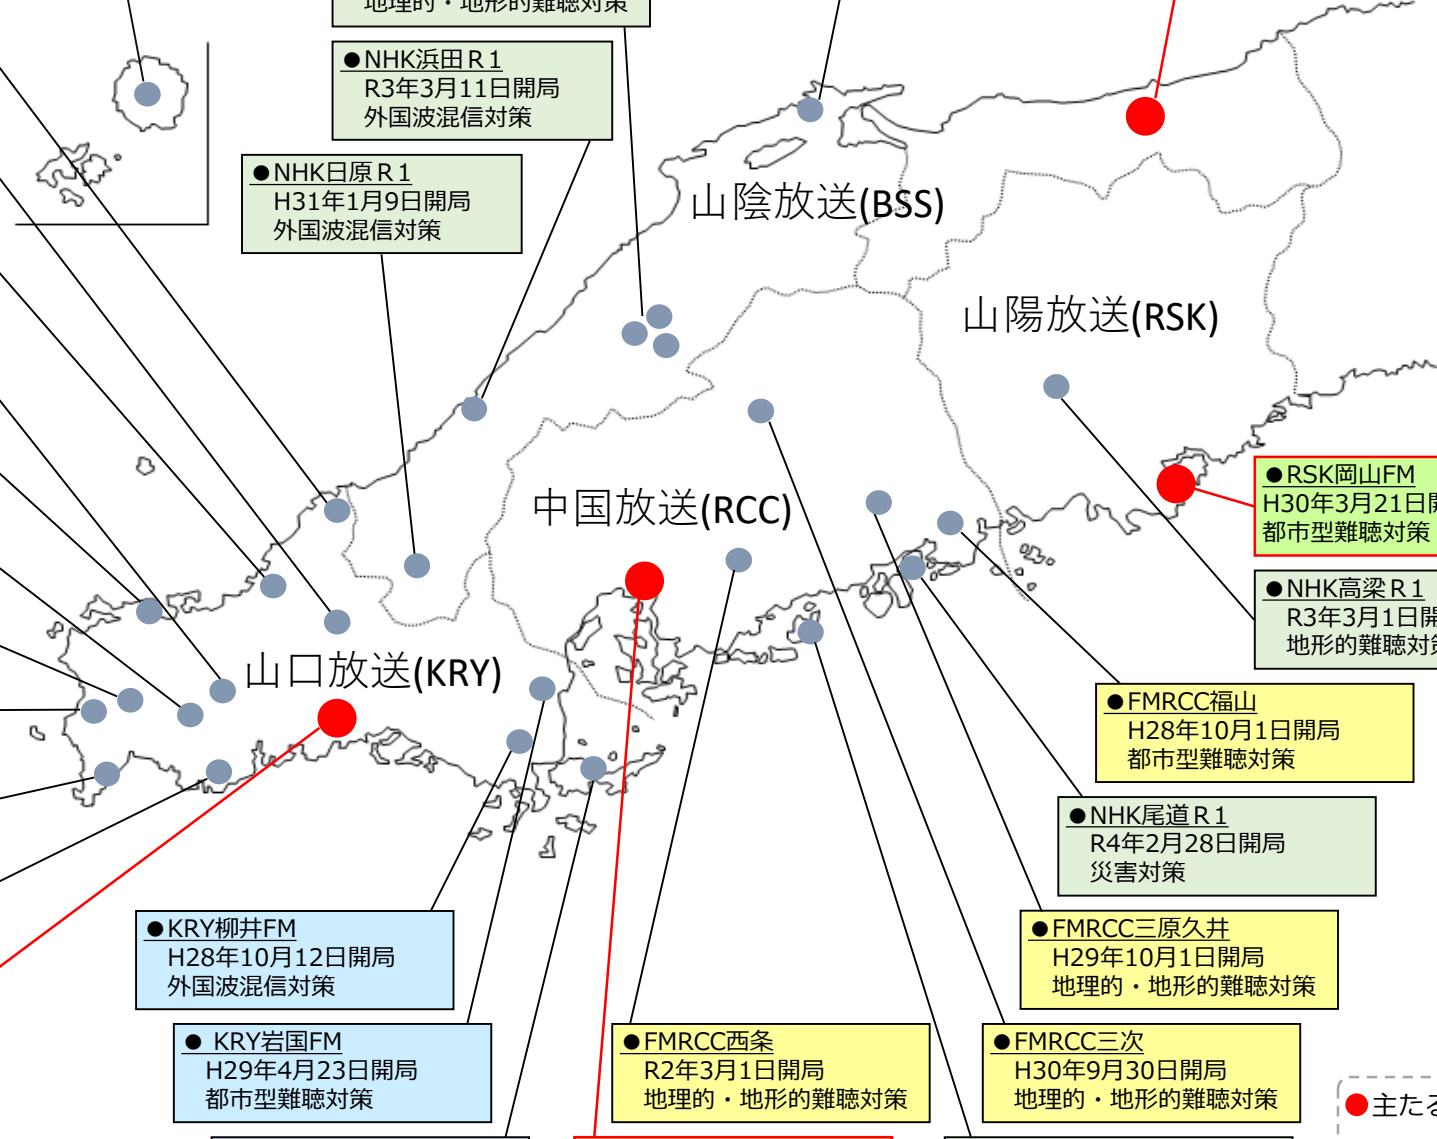 地理的・地形的難聴対策
●NHK浜田R1
R3年3月11日開局
外国波混信対策
●NHK日原R1
H31年1月9日開局
外国波混信対策
山陰放送(BSS)
山陽放送(RSK)
中国放送(RCC)
山口放送(KRY)
●RSK岡山FM
H30年3月21日開
都市型難聴対策
●NHK高梁R1
R3年3月1日開
地形的難聴対策
●FMRCC福山
H28年10月1日開局
都市型難聴対策
●NHK尾道R1
R4年2月28日開局
災害対策
●KRY柳井FM
H28年10月12日開局
外国波混信対策
●FMRCC三原久井
H29年10月1日開局
地理的・地形的難聴対策
● KRY岩国FM
H29年4月23日開局
都市型難聴対策
●FMRCC西条
R2年3月1日開局
地理的・地形的難聴対策
●FMRCC三次
H30年9月30日開局
地理的・地形的難聴対策
●主たる